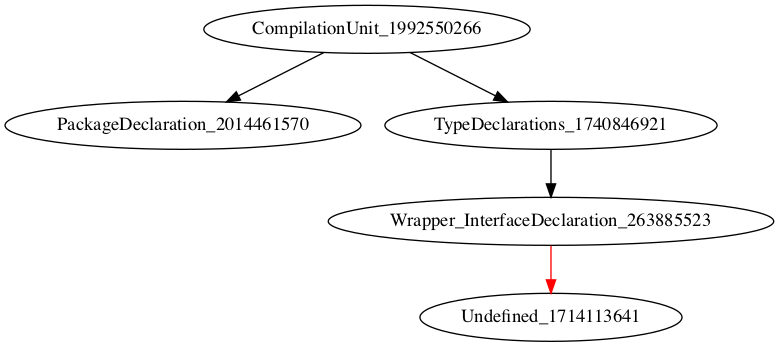 CompilationUnit_1992550266
PackageDeclaration_2014461570
TypeDeclarations_1740846921
Wrapper_InterfaceDeclaration_263885523
Undefined_1714113641